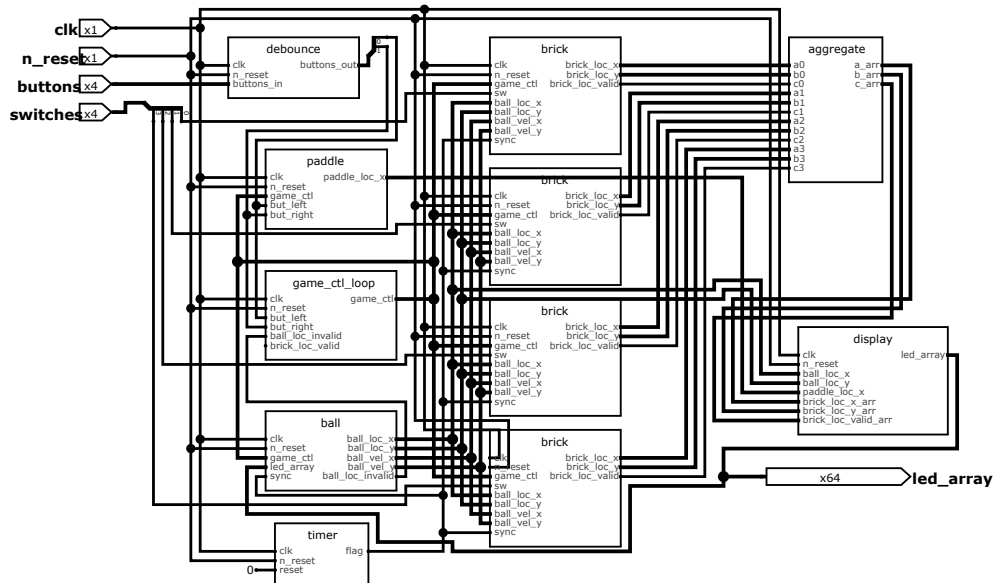 clk x1
n_reset x1
buttons x4
switches x4
3 2 1 0
debounce
clk
n_reset
buttons_in
buttons_out
0
1
paddle
clk
n_reset
game_ctl
but_left
but_right
paddle_loc_x
game_ctl_loop
clk
n_reset
but_left
but_right
ball_loc_invalid
brick_loc_valid
game_ctl
ball
clk
n_reset
game_ctl
led_array
sync
ball_loc_x
ball_loc_y
ball_vel_x
ball_vel_y
ball_loc_invalid
timer
clk
n_reset
0 reset
flag
brick
clk
n_reset
game_ctl
sw
ball_loc_x
ball_loc_y
ball_vel_x
ball_vel_y
sync
brick_loc_x
brick_loc_y
brick_loc_valid
brick
clk
n_reset
game_ctl
sw
ball_loc_x
ball_loc_y
ball_vel_x
ball_vel_y
sync
brick_loc_x
brick_loc_y
brick_loc_valid
brick
clk
n_reset
game_ctl
sw
ball_loc_x
ball_loc_y
ball_vel_x
ball_vel_y
sync
brick_loc_x
brick_loc_y
brick_loc_valid
brick
clk
n_reset
game_ctl
sw
ball_loc_x
ball_loc_y
ball_vel_x
ball_vel_y
sync
brick_loc_x
brick_loc_y
brick_loc_valid
aggregate
a0
b0
c0
a1
b1
c1
a2
b2
c2
a3
b3
c3
a_arr
b_arr
c_arr
display
clk
n_reset
ball_loc_x
ball_loc_y
paddle_loc_x
brick_loc_x_arr
brick_loc_y_arr
brick_loc_valid_arr
led_array
x64 led_array